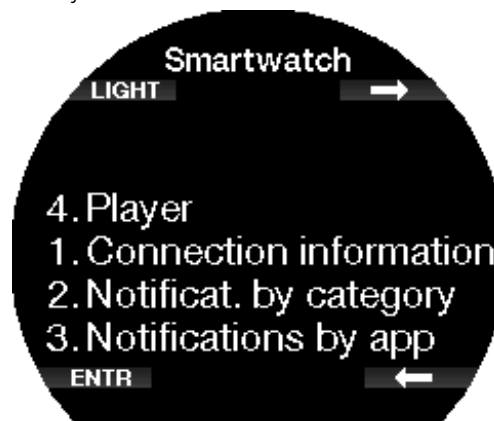 Smartwatch
LIGHT
4. Player
1. Connection information
2. Notificat. by category
3. Notifications by app
ENTR